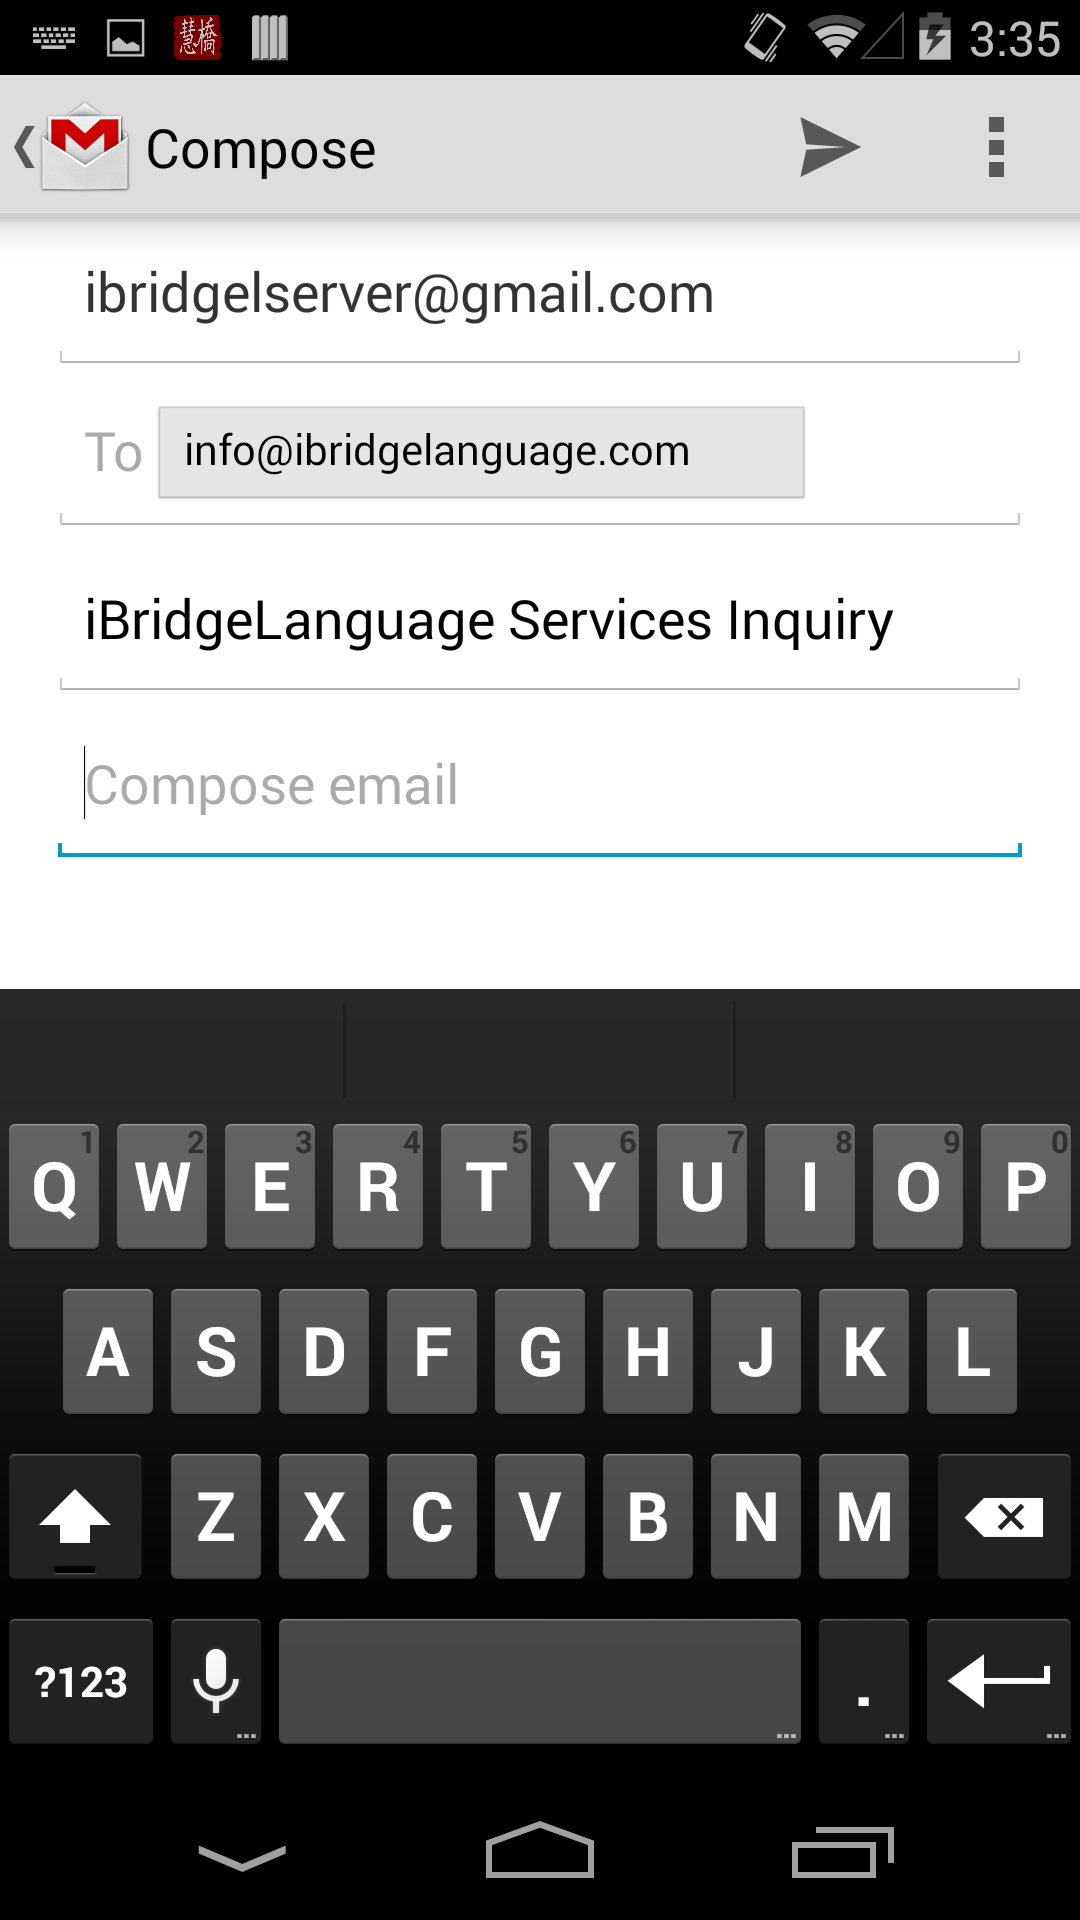 慧橋
3:35
Compose
ibridgelserver@gmail.com
To info@ibridgelanguage.com
iBridgeLanguage Services Inquiry
Compose email
1 2 3 4 5 6 7 8 9 0
Q W E R T Y U I O P
A S D F G H J K L
Z X C V B N M
?123 .